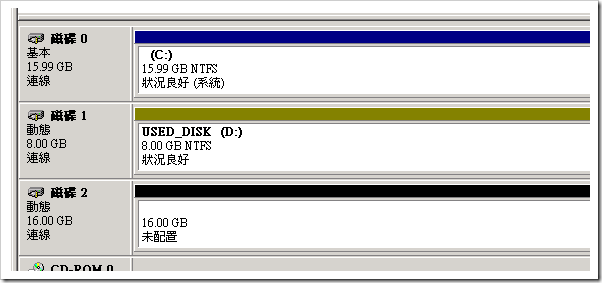 磁碟 0
基本
15.99 GB
連線
(C:)
15.99 GB NTFS
狀況良好 (系統)
磁碟 1
動態
8.00 GB
連線
USED_DISK (D:)
8.00 GB NTFS
狀況良好
磁碟 2
動態
16.00 GB
連線
16.00 GB
未配置
CD-ROM 0